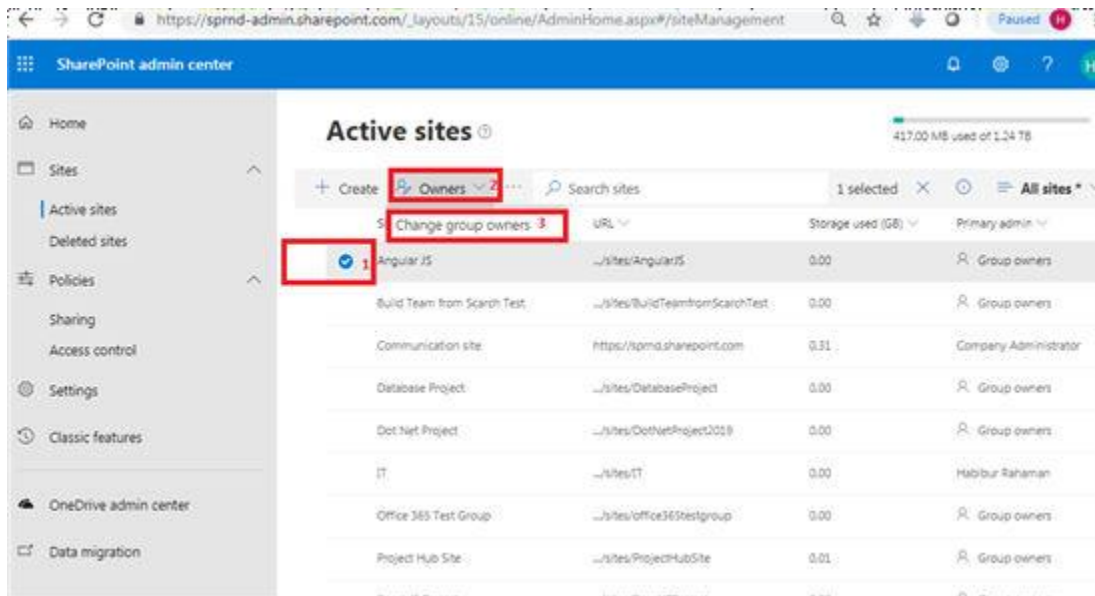 https://sprnd-admin.sharepoint.com/_layouts/15/online/AdminHome.aspx#/siteManagement Paused H
SharePoint admin center ? H
Home
Sites
Active sites
Deleted sites
Policies
Sharing
Access control
Settings
Classic features
OneDrive admin center
Data migration
Active sites
417.00 MB used of 1.24 TB
+ Create Owners 2 ... Search sites 1 selected All sites *
Change group owners 3 URL Storage used (GB) Primary admin
1 Angular JS .../sites/AngularJS 0.00 Group owners
Build Team from Scarch Test .../sites/BuildTeamfromScarchTest 0.00 Group owners
Communication site https://sprnd.sharepoint.com 0.31 Company Administrator
Database Project .../sites/DatabaseProject 0.00 Group owners
Dot Net Project .../sites/DotNetProject2019 0.00 Group owners
IT .../sites/IT 0.00 Habibur Rahaman
Office 365 Test Group .../sites/office365testgroup 0.00 Group owners
Project Hub Site .../sites/ProjectHubSite 0.01 Group owners